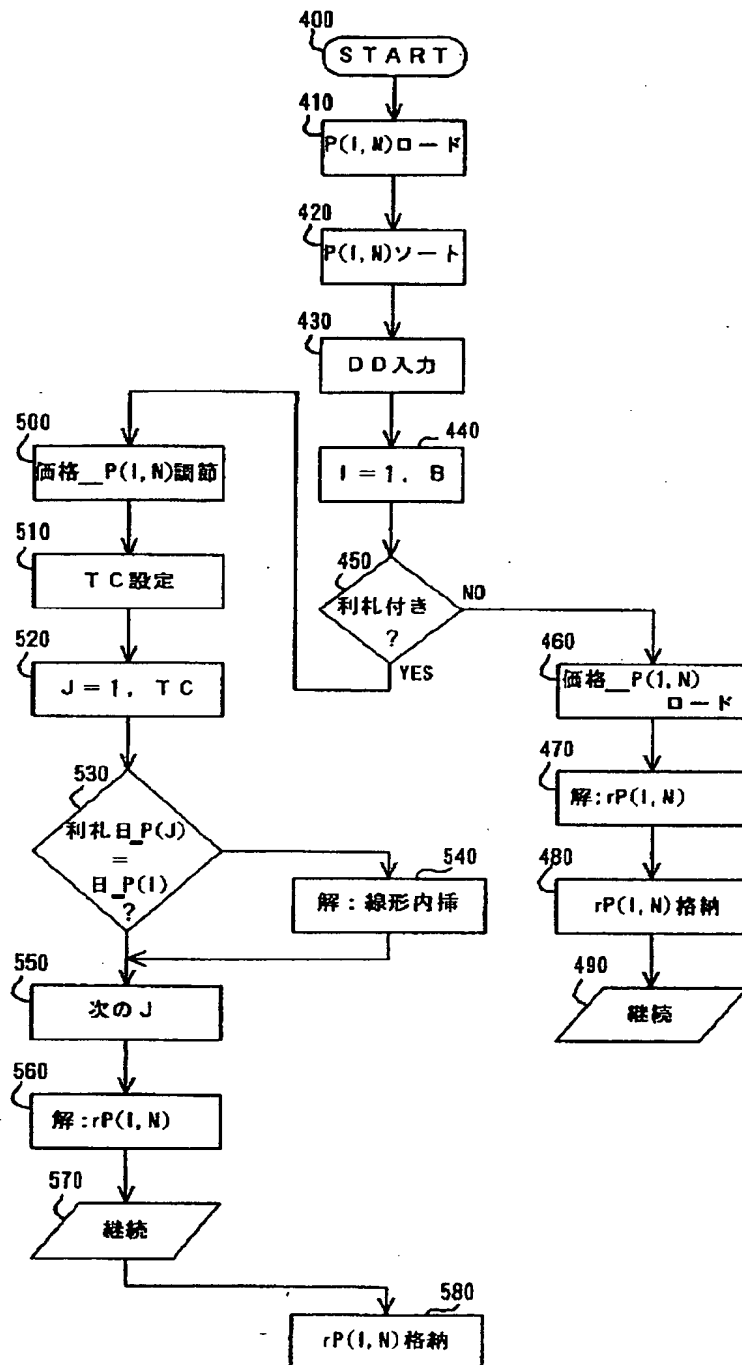 400
START
410
P(I,N)ロード
420
P(I,N)ソート
430
DD入力
440
I=1, B
450
利札付き
?
NO
YES
460
価格__P(1,N)
ロード
470
解:rP(I,N)
480
rP(I,N)格納
490
継続
500
価格__P(I,N)調節
510
TC設定
520
J=1, TC
530
利札日_P(J)
=
日_P(I)
?
540
解:線形内挿
550
次のJ
560
解:rP(I,N)
570
継続
580
rP(I,N)格納